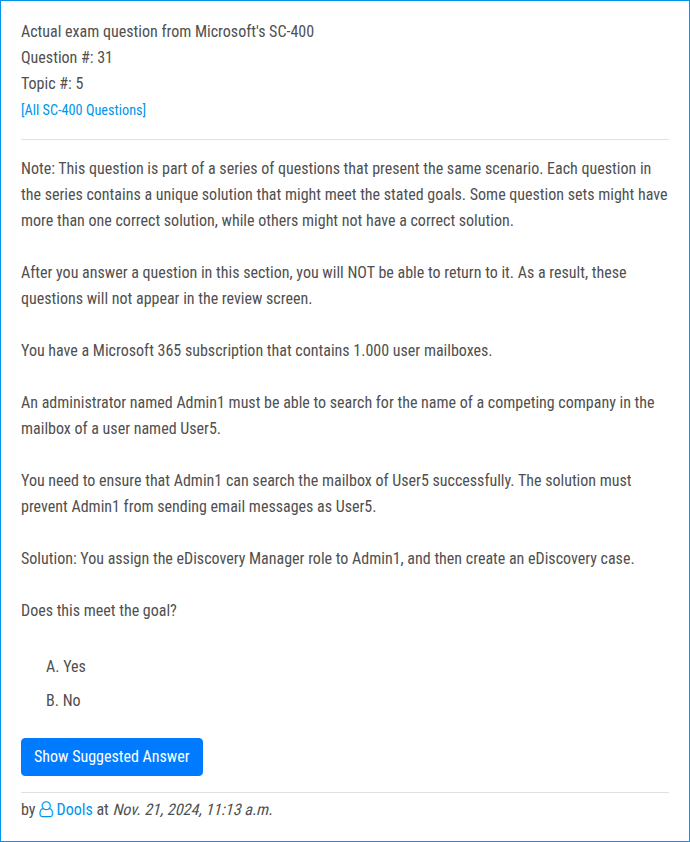 Actual exam question from Microsoft's SC-400
Question #: 31
Topic #: 5
[All SC-400 Questions]
Note: This question is part of a series of questions that present the same scenario. Each question in
the series contains a unique solution that might meet the stated goals. Some question sets might have
more than one correct solution, while others might not have a correct solution.
After you answer a question in this section, you will NOT be able to return to it. As a result, these
questions will not appear in the review screen.
You have a Microsoft 365 subscription that contains 1.000 user mailboxes.
An administrator named Admin1 must be able to search for the name of a competing company in the
mailbox of a user named User5.
You need to ensure that Admin1 can search the mailbox of User5 successfully. The solution must
prevent Admin1 from sending email messages as User5.
Solution: You assign the eDiscovery Manager role to Admin1, and then create an eDiscovery case.
Does this meet the goal?
A. Yes
B. No
Show Suggested Answer
by Dools at Nov. 21, 2024, 11:13 a.m.